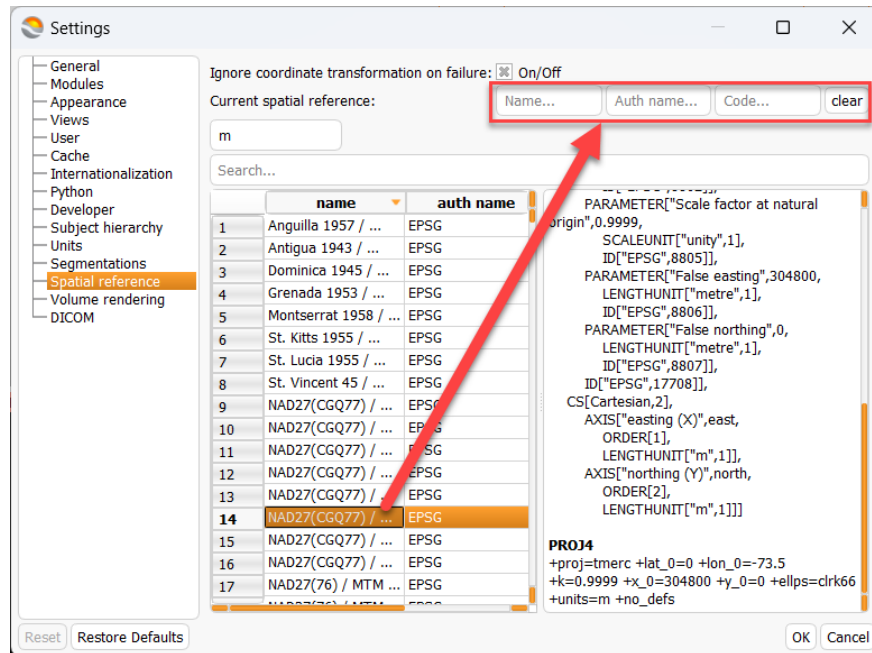 Settings
General
Modules
Appearance
Views
User
Cache
Internationalization
Python
Developer
Subject hierarchy
Units
Segmentations
Spatial reference
Volume rendering
DICOM
Ignore coordinate transformation on failure: On/Off
Current spatial reference: Name... Auth name... Code... clear
m
Search...
name auth name
1 Anguilla 1957 / ... EPSG
2 Antigua 1943 / ... EPSG
3 Dominica 1945 / ... EPSG
4 Grenada 1953 / ... EPSG
5 Montserrat 1958 / ... EPSG
6 St. Kitts 1955 / ... EPSG
7 St. Lucia 1955 / ... EPSG
8 St. Vincent 45 / ... EPSG
9 NAD27(CGQ77) / ... EPSG
10 NAD27(CGQ77) / ... EPSG
11 NAD27(CGQ77) / ... EPSG
12 NAD27(CGQ77) / ... EPSG
13 NAD27(CGQ77) / ... EPSG
14 NAD27(CGQ77) / ... EPSG
15 NAD27(CGQ77) / ... EPSG
16 NAD27(CGQ77) / ... EPSG
17 NAD27(76) / MTM ... EPSG
PARAMETER["Scale factor at natural
origin",0.9999,
SCALEUNIT["unity",1],
ID["EPSG",8805]],
PARAMETER["False easting",304800,
LENGTHUNIT["metre",1],
ID["EPSG",8806]],
PARAMETER["False northing",0,
LENGTHUNIT["metre",1],
ID["EPSG",8807]],
ID["EPSG",17708]],
CS[Cartesian,2],
AXIS["easting (X)",east,
ORDER[1],
LENGTHUNIT["m",1]],
AXIS["northing (Y)",north,
ORDER[2],
LENGTHUNIT["m",1]]]
PROJ4
+proj=tmerc +lat_0=0 +lon_0=-73.5
+k=0.9999 +x_0=304800 +y_0=0 +ellps=clrk66
+units=m +no_defs
Reset Restore Defaults OK Cancel